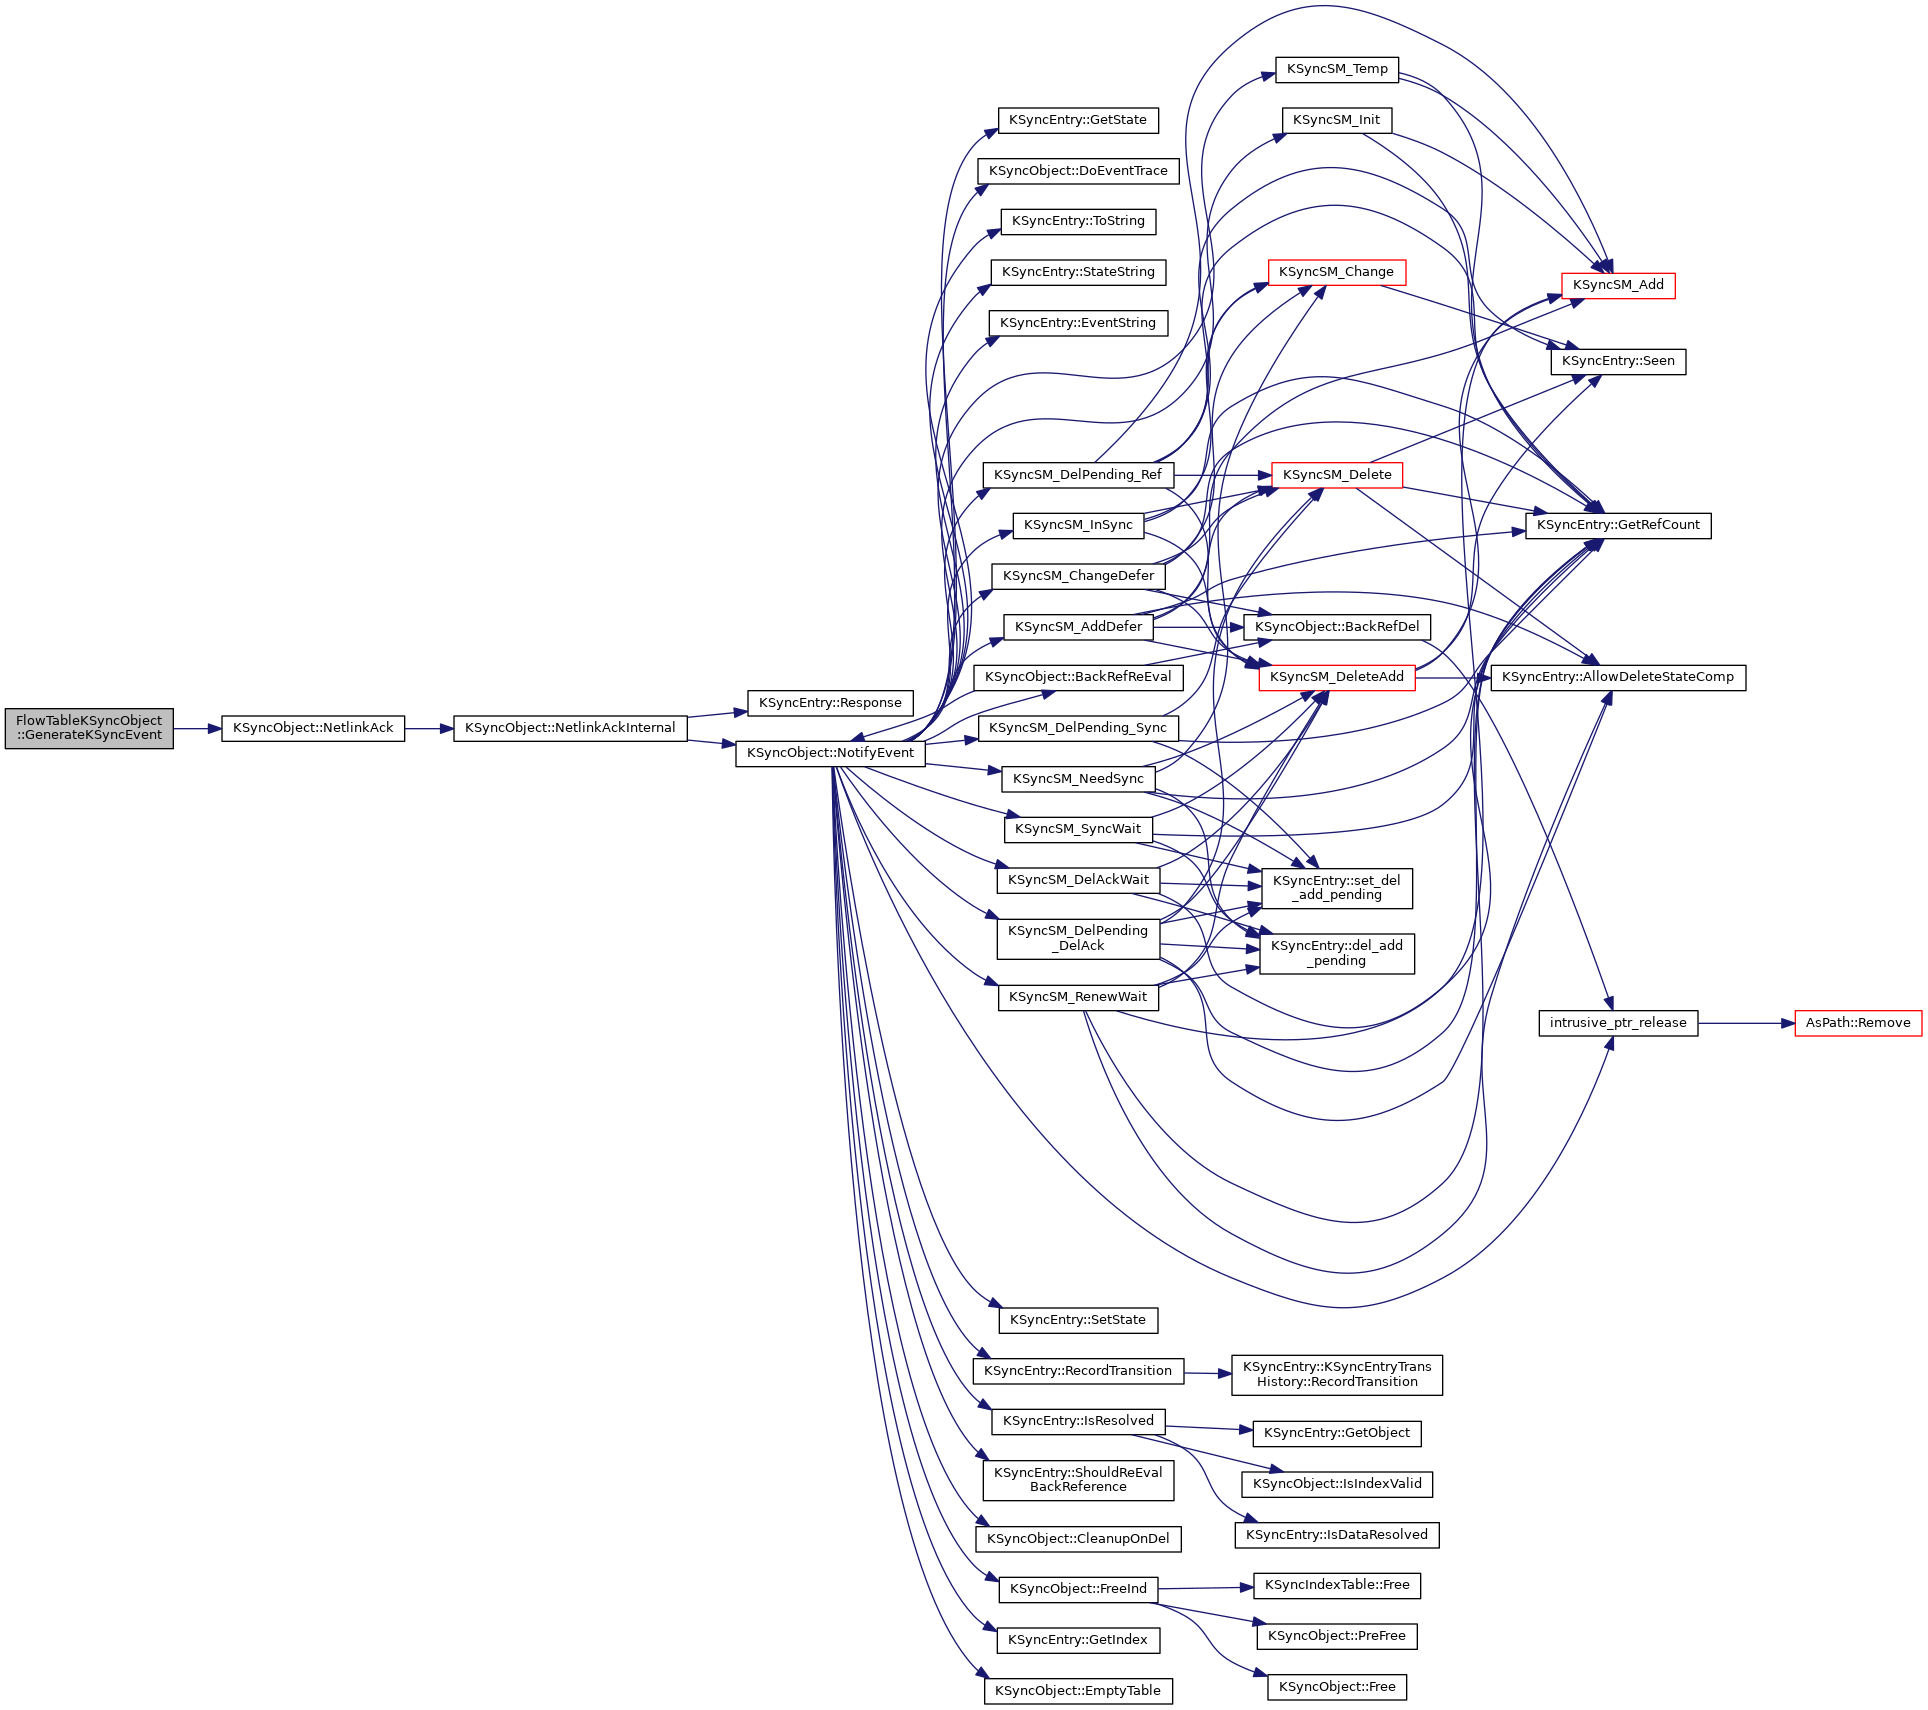 FlowTableKSyncObject
::GenerateKSyncEvent
KSyncObject::NetlinkAck
KSyncObject::NetlinkAckInternal
KSyncEntry::Response
KSyncObject::NotifyEvent
KSyncEntry::GetState
KSyncObject::DoEventTrace
KSyncEntry::ToString
KSyncEntry::StateString
KSyncEntry::EventString
KSyncSM_DelPending_Ref
KSyncSM_InSync
KSyncSM_ChangeDefer
KSyncSM_AddDefer
KSyncObject::BackRefReEval
KSyncSM_DelPending_Sync
KSyncSM_NeedSync
KSyncSM_SyncWait
KSyncSM_DelAckWait
KSyncSM_DelPending
_DelAck
KSyncSM_RenewWait
KSyncEntry::SetState
KSyncEntry::RecordTransition
KSyncEntry::IsResolved
KSyncEntry::ShouldReEval
BackReference
KSyncObject::CleanupOnDel
KSyncObject::FreeInd
KSyncEntry::GetIndex
KSyncObject::EmptyTable
KSyncSM_Temp
KSyncSM_Init
KSyncSM_Change
KSyncSM_Delete
KSyncObject::BackRefDel
KSyncSM_DeleteAdd
KSyncEntry::set_del
_add_pending
KSyncEntry::del_add
_pending
KSyncEntry::KSyncEntryTrans
History::RecordTransition
KSyncEntry::GetObject
KSyncObject::IsIndexValid
KSyncEntry::IsDataResolved
KSyncIndexTable::Free
KSyncObject::PreFree
KSyncObject::Free
KSyncSM_Add
KSyncEntry::Seen
KSyncEntry::GetRefCount
KSyncEntry::AllowDeleteStateComp
intrusive_ptr_release
AsPath::Remove